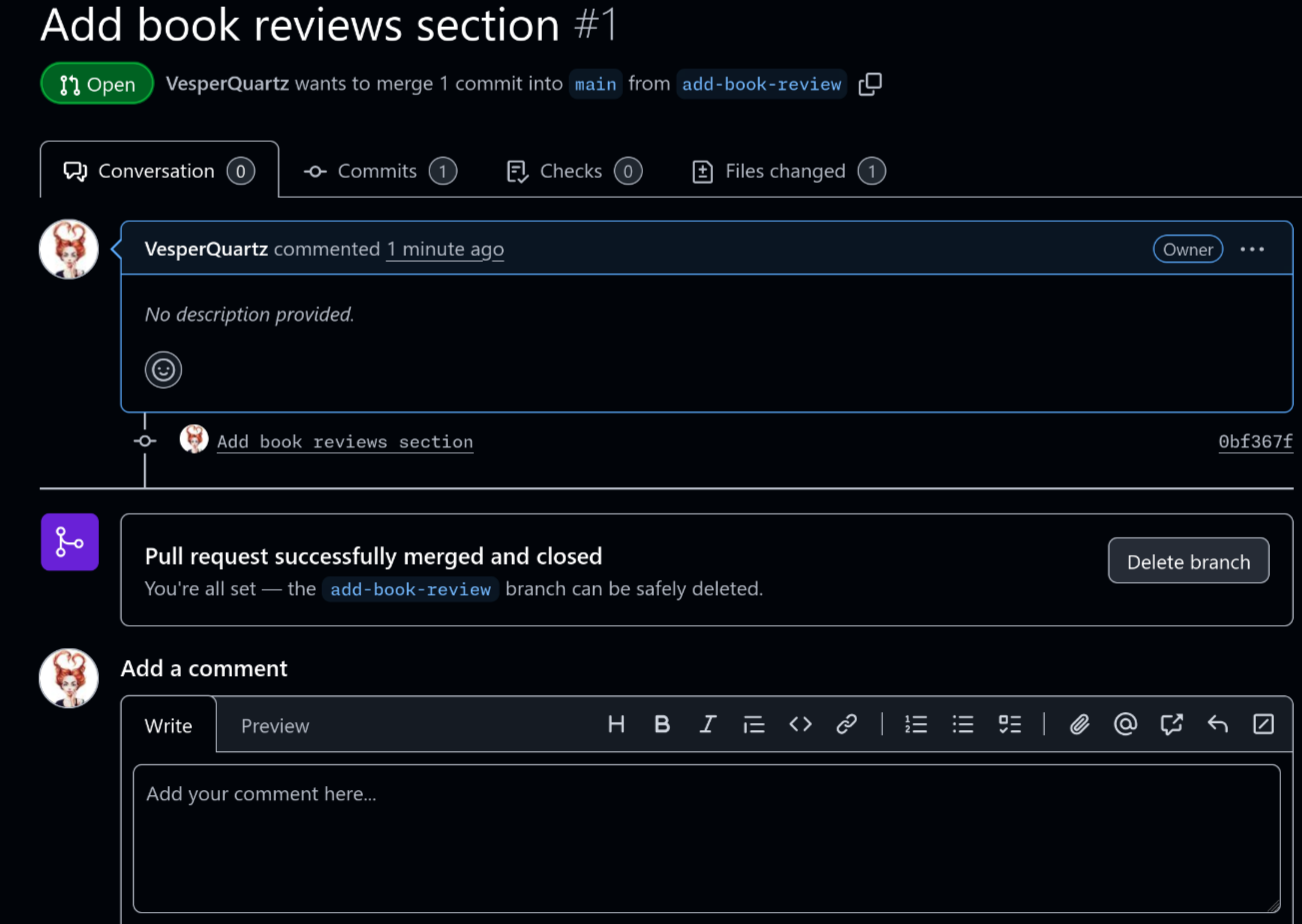 Add book reviews section #1
Open VesperQuartz wants to merge 1 commit into main from add-book-review
Conversation 0 Commits 1 Checks 0 Files changed 1
VesperQuartz commented 1 minute ago Owner
No description provided.
Add book reviews section 0bf367f
Pull request successfully merged and closed
Delete branch
You're all set — the add-book-review branch can be safely deleted.
Add a comment
Write Preview
Add your comment here...